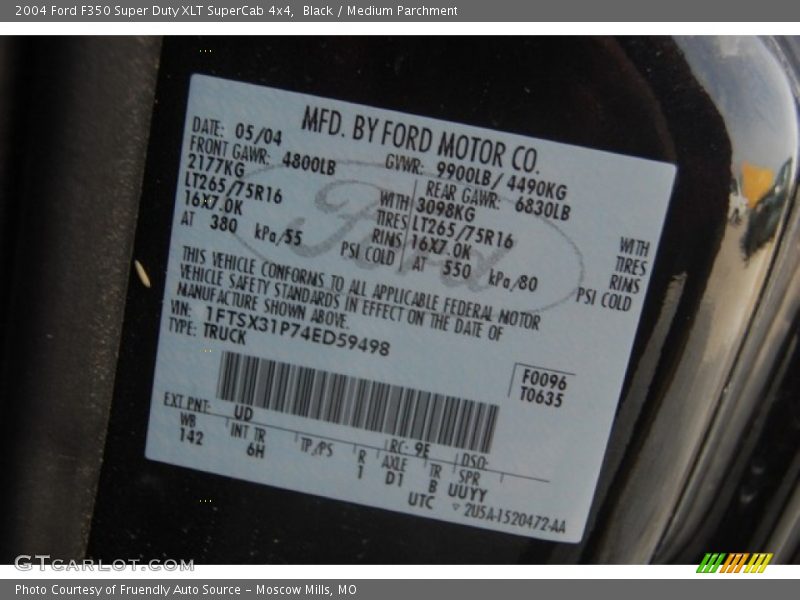 2004 Ford F350 Super Duty XLT SuperCab 4x4, Black / Medium Parchment
MFD. BY FORD MOTOR CO.
DATE: 05/04 GVWR: 9900LB/ 4490KG
FRONT GAWR: 4800LB REAR GAWR: 6830LB
2177KG WITH 3098KG WITH
LT265/75R16 TIRES LT265/75R16 TIRES
16X7.0K RIMS 16X7.0K RIMS
AT 380 kPa/55 PSI COLD AT 550 kPa/80 PSI COLD
Ford
THIS VEHICLE CONFORMS TO ALL APPLICABLE FEDERAL MOTOR
VEHICLE SAFETY STANDARDS IN EFFECT ON THE DATE OF
MANUFACTURE SHOWN ABOVE.
VIN: 1FTSX31P74ED59498
TYPE: TRUCK
F0096
T0635
EXT PNT: UD RC: 9E DSO:
WB INT TR TP/PS R AXLE TR SPR
142 6H 1 D1 B UUYY
UTC ▽ 2U5A-1520472-AA
GTCARLOT.COM
Photo Courtesy of Fruendly Auto Source - Moscow Mills, MO